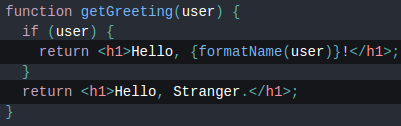 function getGreeting(user) {
  if (user) {
    return <h1>Hello, {formatName(user)}!</h1>;
  }
  return <h1>Hello, Stranger.</h1>;
}